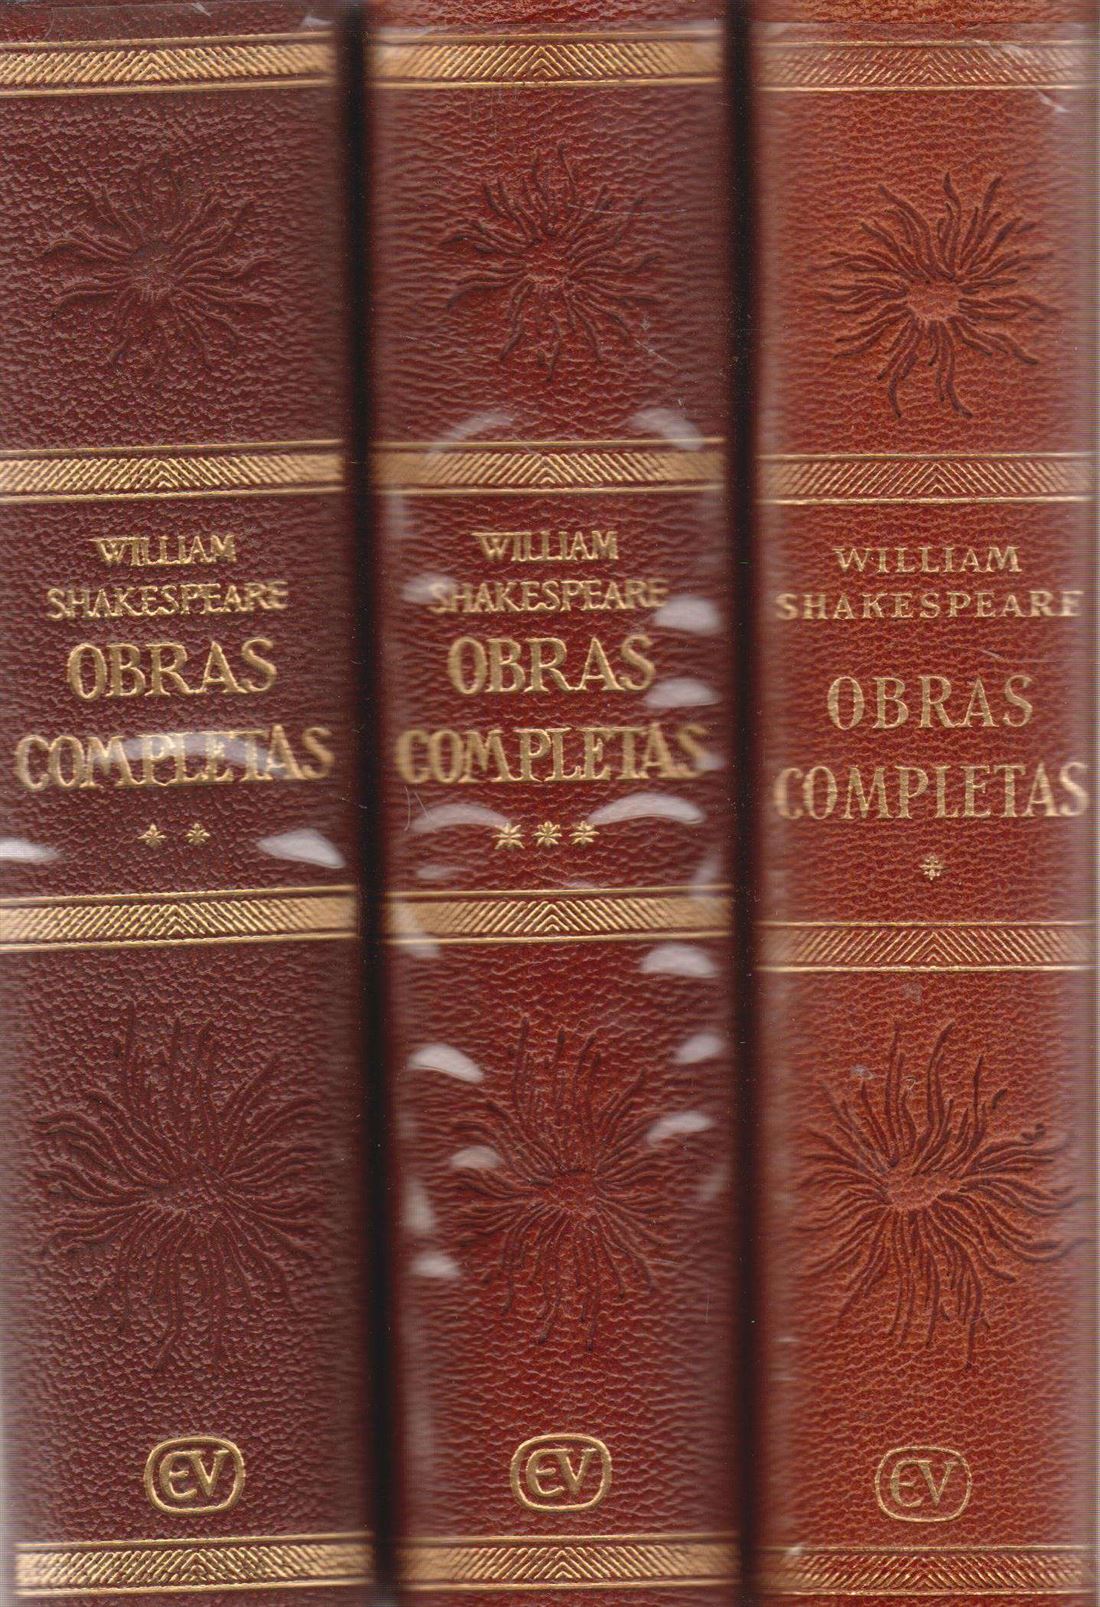 WILLIAM
SHAKESPEARE
OBRAS
COMPLETAS
**
EV
WILLIAM
SHAKESPEARE
OBRAS
COMPLETAS
***
EV
WILLIAM
SHAKESPEARE
OBRAS
COMPLETAS
*
EV